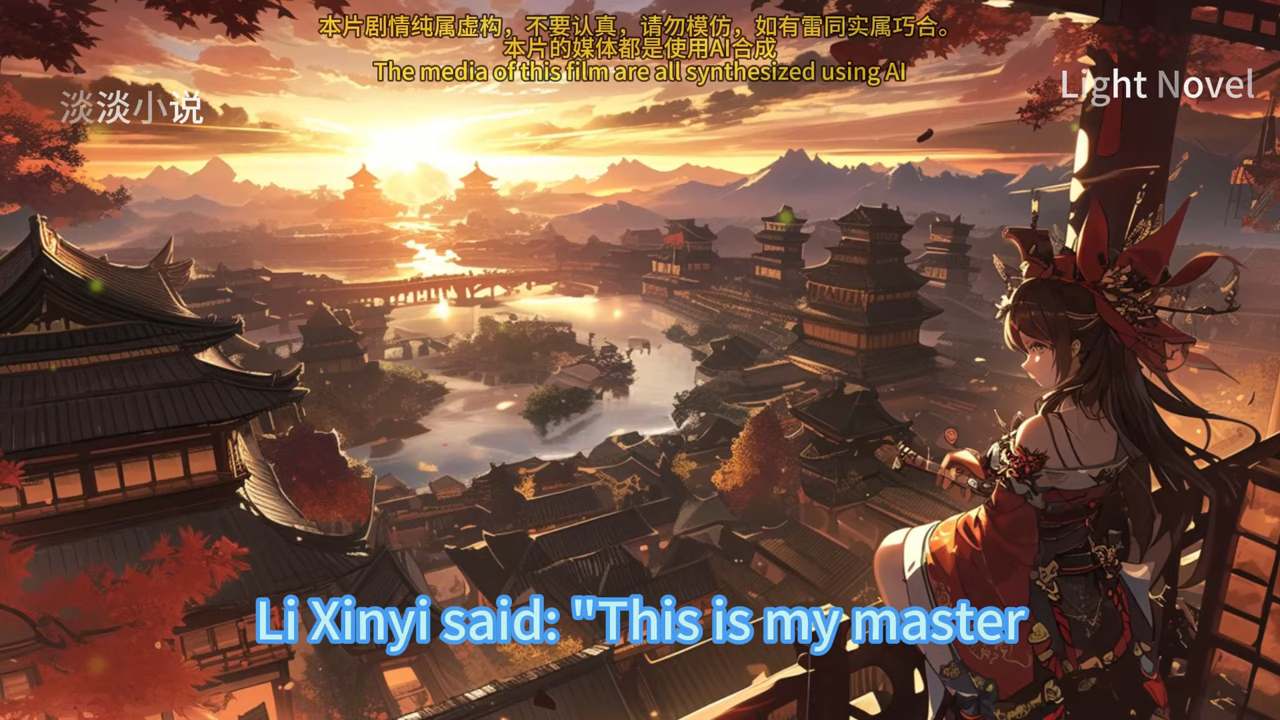 本片剧情纯属虚构，不要认真，请勿模仿，如有雷同实属巧合。
本片的媒体都是使用AI合成
The media of this film are all synthesized using AI
淡淡小说
Light Novel
Li Xinyi said: "This is my master